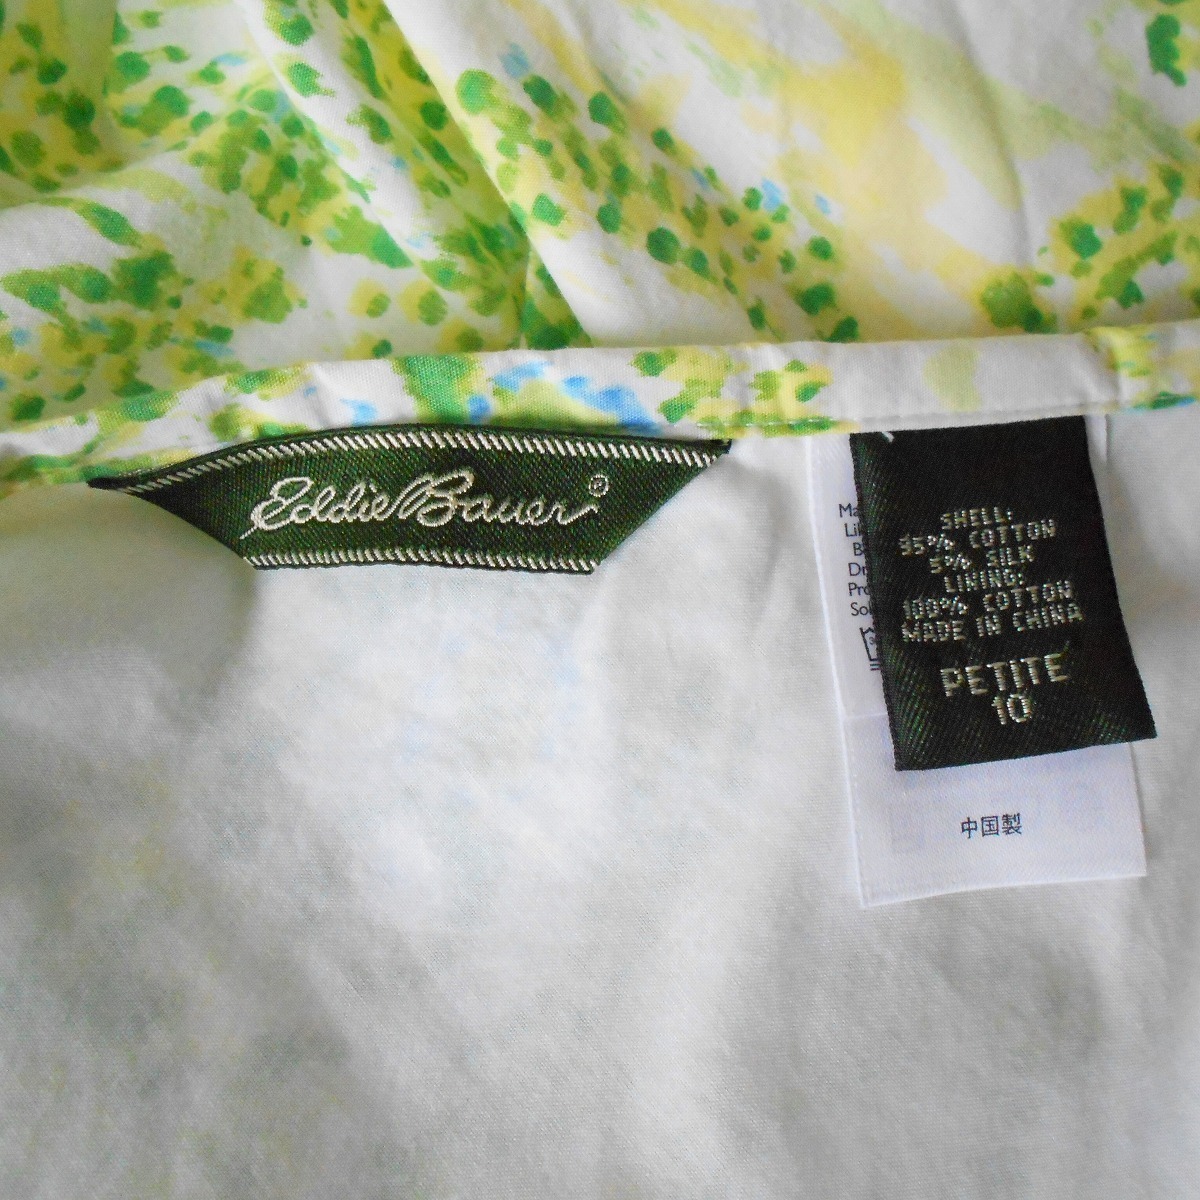 Eddie Bauer®
SHELL:
95% COTTON
5% SILK
LINING:
100% COTTON
MADE IN CHINA
PETITE
10
中国製